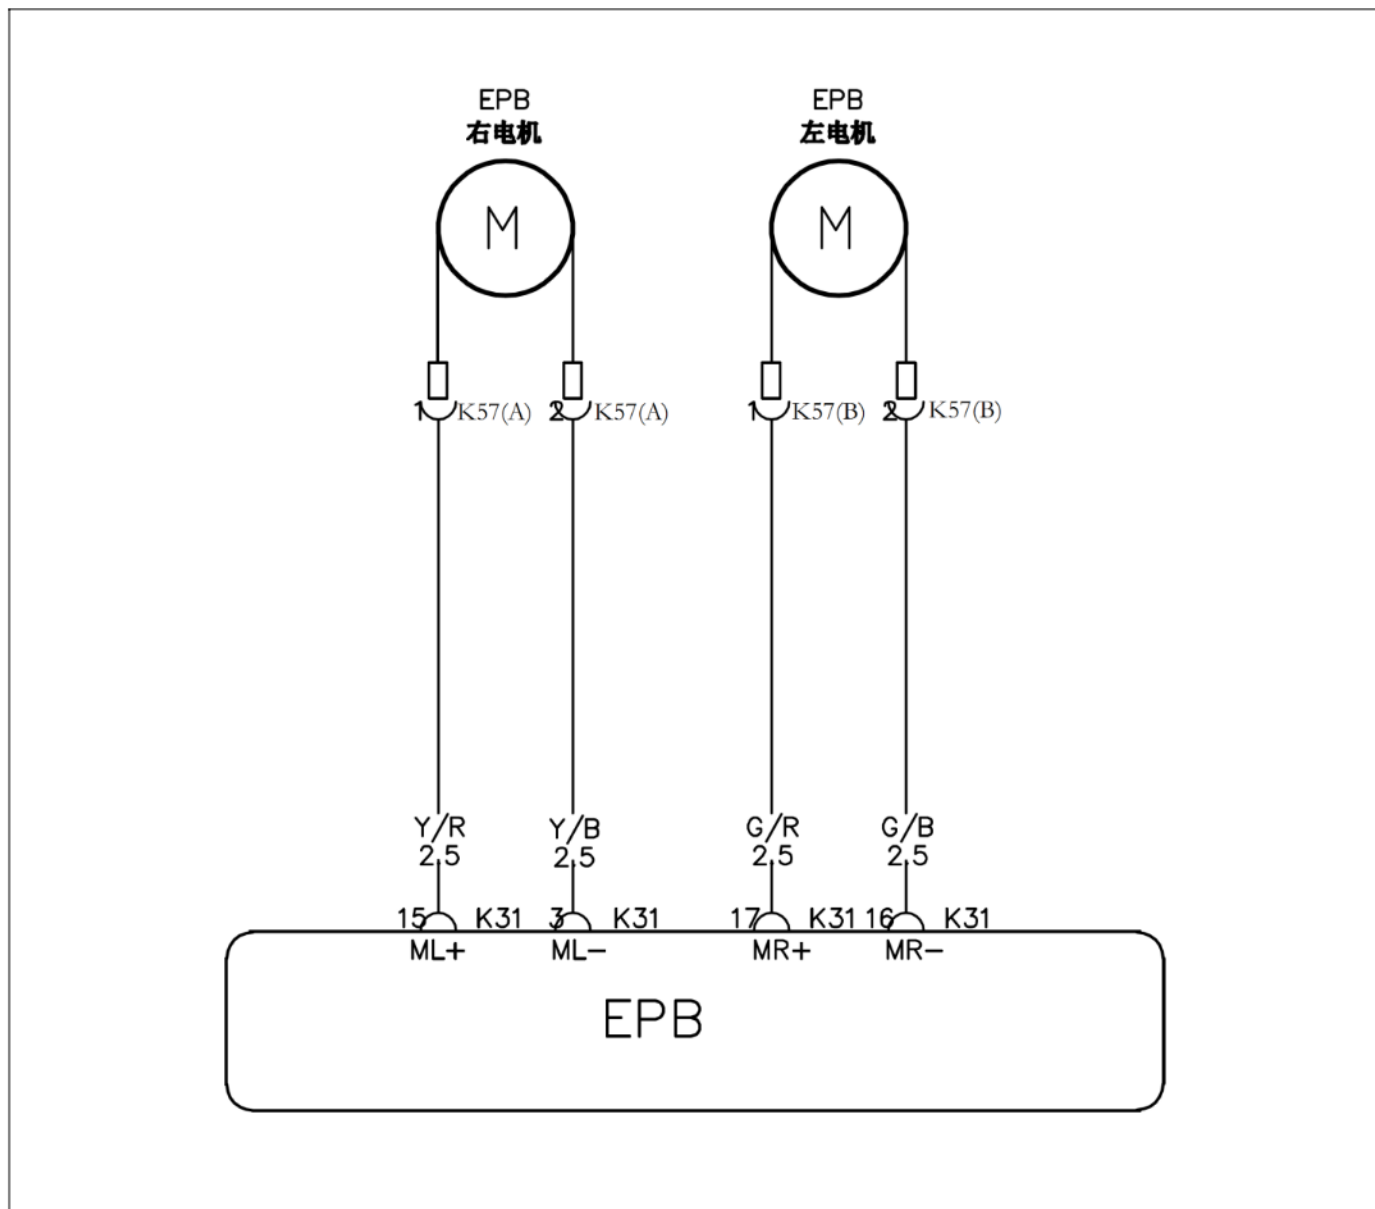 EPB
右电机
EPB
左电机
M
M
1 K57(A) 2 K57(A) 1 K57(B) 2 K57(B)
Y/R
2.5
Y/B
2.5
G/R
2.5
G/B
2.5
15 K31 3 K31 17 K31 16 K31
ML+ ML- MR+ MR-
EPB